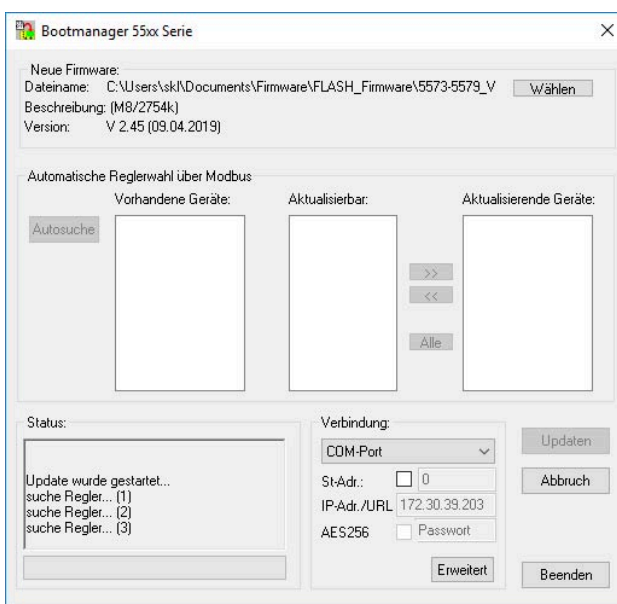 Bootmanager 55xx Serie
Neue Firmware:
Dateiname: C:\Users\skl\Documents\Firmware\FLASH_Firmware\5573-5579_V Wählen
Beschreibung: (M8/2754k)
Version: V 2.45 (09.04.2019)
Automatische Reglerwahl über Modbus
Vorhandene Geräte: Aktualisierbar: Aktualisierende Geräte:
Autosuche
>>
<<
Alle
Status:
Update wurde gestartet...
suche Regler... (1)
suche Regler... (2)
suche Regler... (3)
Verbindung:
COM-Port
St-Adr.: 0
IP-Adr./URL 172.30.39.203
AES256 Passwort
Erweitert
Updaten
Abbruch
Beenden